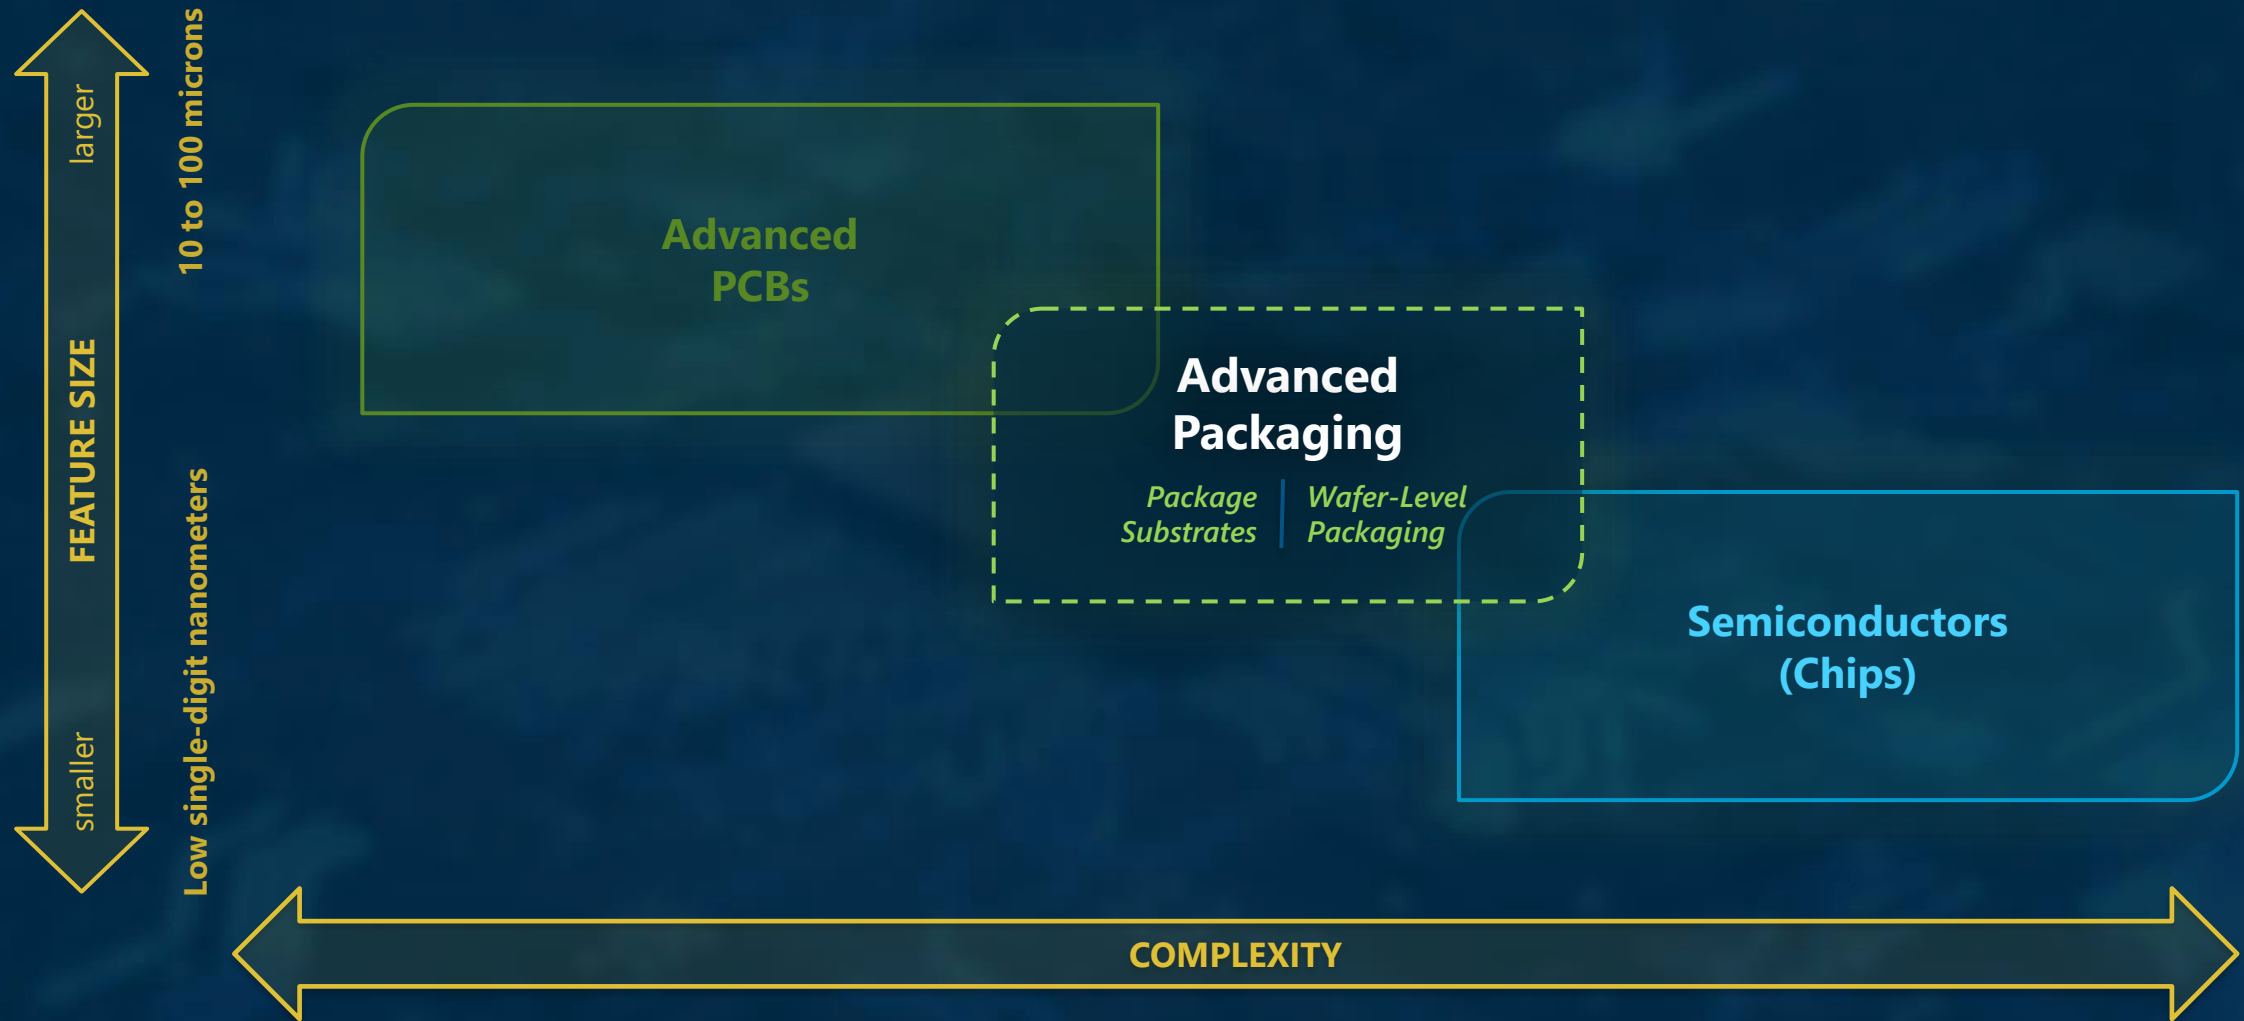 larger
FEATURE SIZE
smaller
10 to 100 microns
Low single-digit nanometers
Advanced
PCBs
Advanced
Packaging
Package
Substrates
Wafer-Level
Packaging
Semiconductors
(Chips)
COMPLEXITY